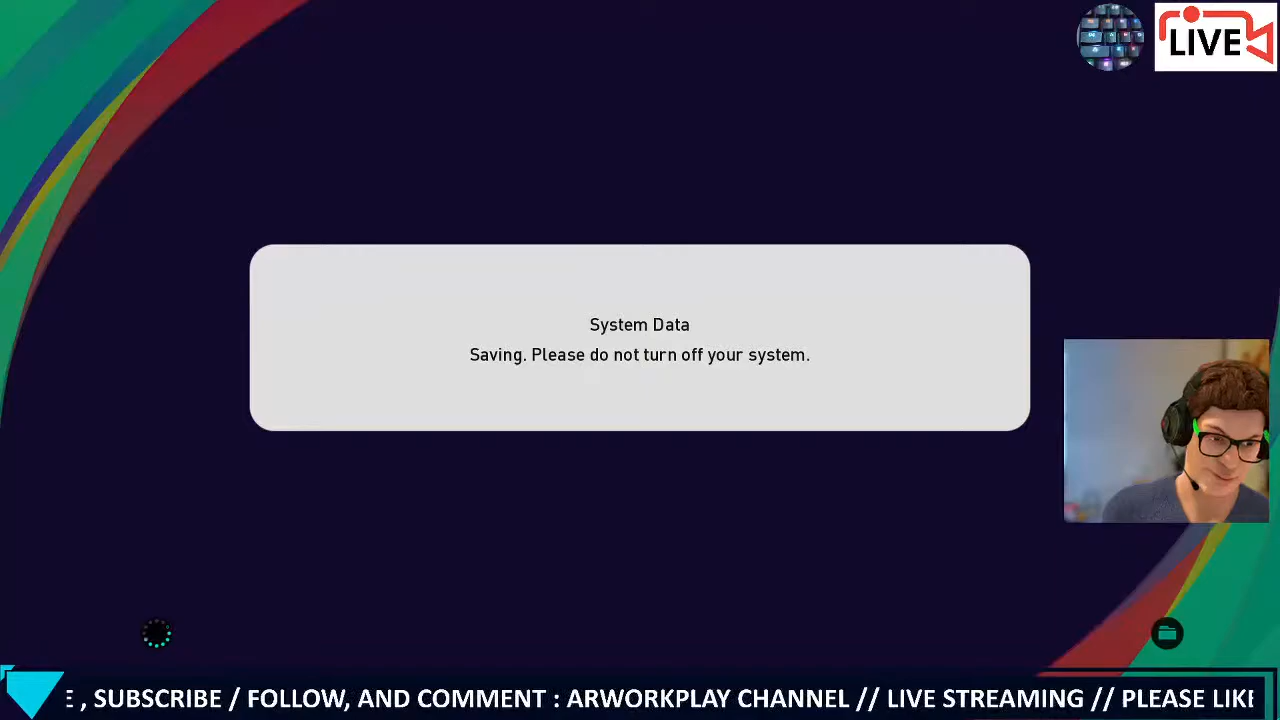 LIVE
System Data
Saving. Please do not turn off your system.
E , SUBSCRIBE / FOLLOW, AND COMMENT : ARWORKPLAY CHANNEL // LIVE STREAMING // PLEASE LIKE